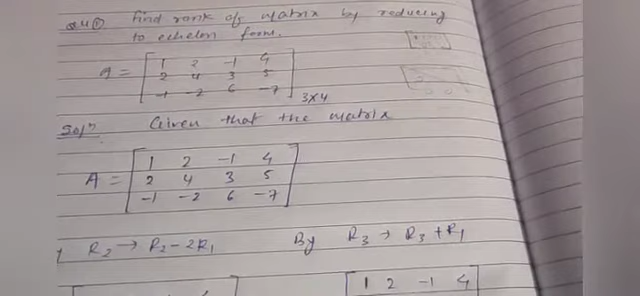 Q.4① Find rank of matrix by reducing
to echelon form.
A = [ 1 2 -1 4
2 4 3 5
-1 -2 6 -7 ] 3×4
Solⁿ Given that the matrix
A = [ 1 2 -1 4
2 4 3 5
-1 -2 6 -7 ]
R2 → R2 - 2R1 By R3 → R3 + R1
1 2 -1 4